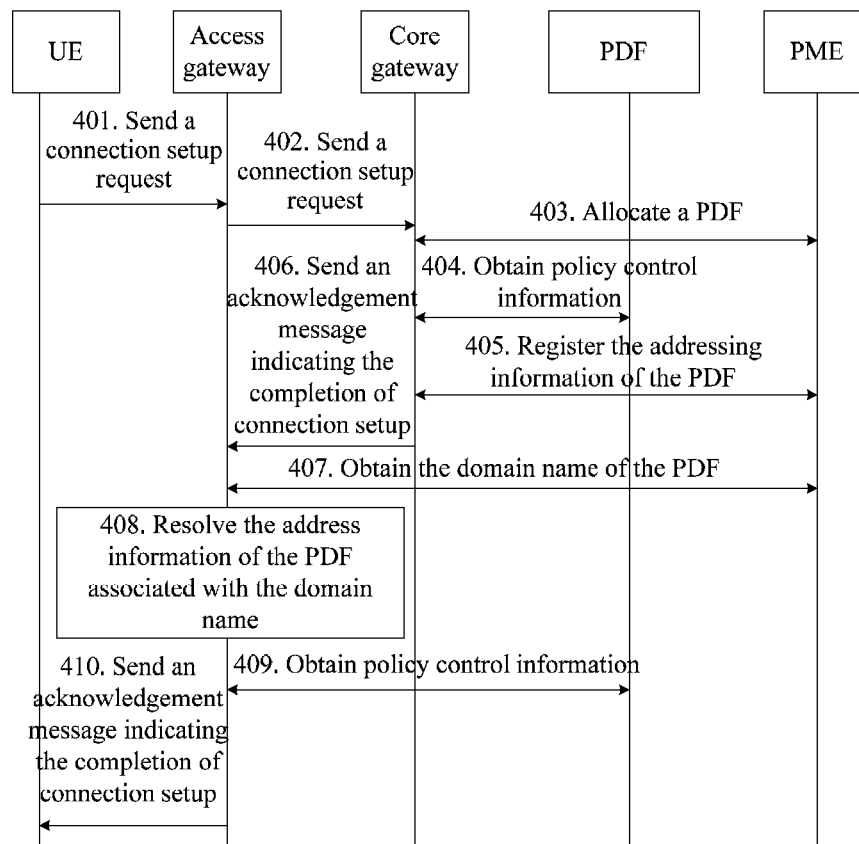 UE
Access
gateway
Core
gateway
PDF
PME
401. Send a
connection setup
request
402. Send a
connection setup
request
403. Allocate a PDF
404. Obtain policy control
information
405. Register the addressing
information of the PDF
406. Send an
acknowledgement
message
indicating the
completion of
connection setup
407. Obtain the domain name of the PDF
408. Resolve the address
information of the PDF
associated with the domain
name
409. Obtain policy control information
410. Send an
acknowledgement
message indicating
the completion of
connection setup